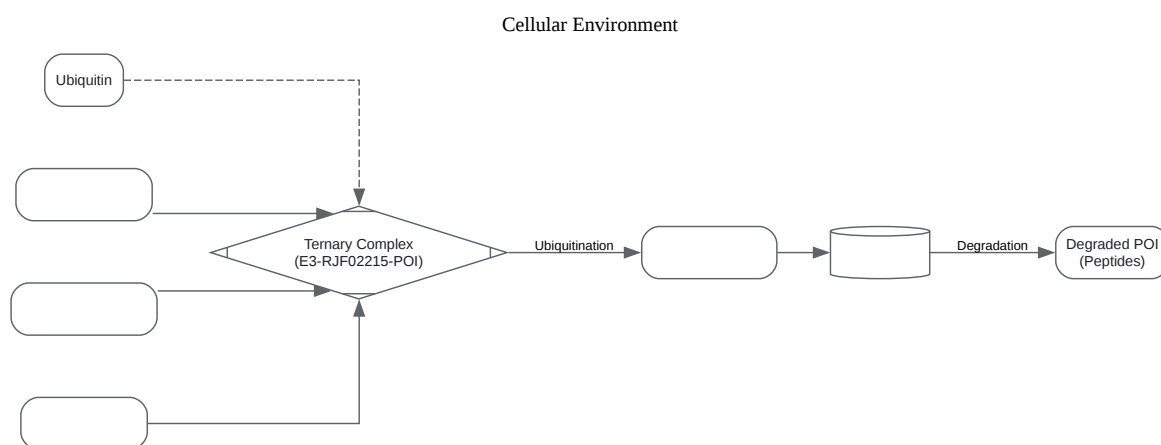 Cellular Environment
Ubiquitin
Ternary Complex
(E3-RJF02215-POI)
Ubiquitination
Degradation
Degraded POI
(Peptides)